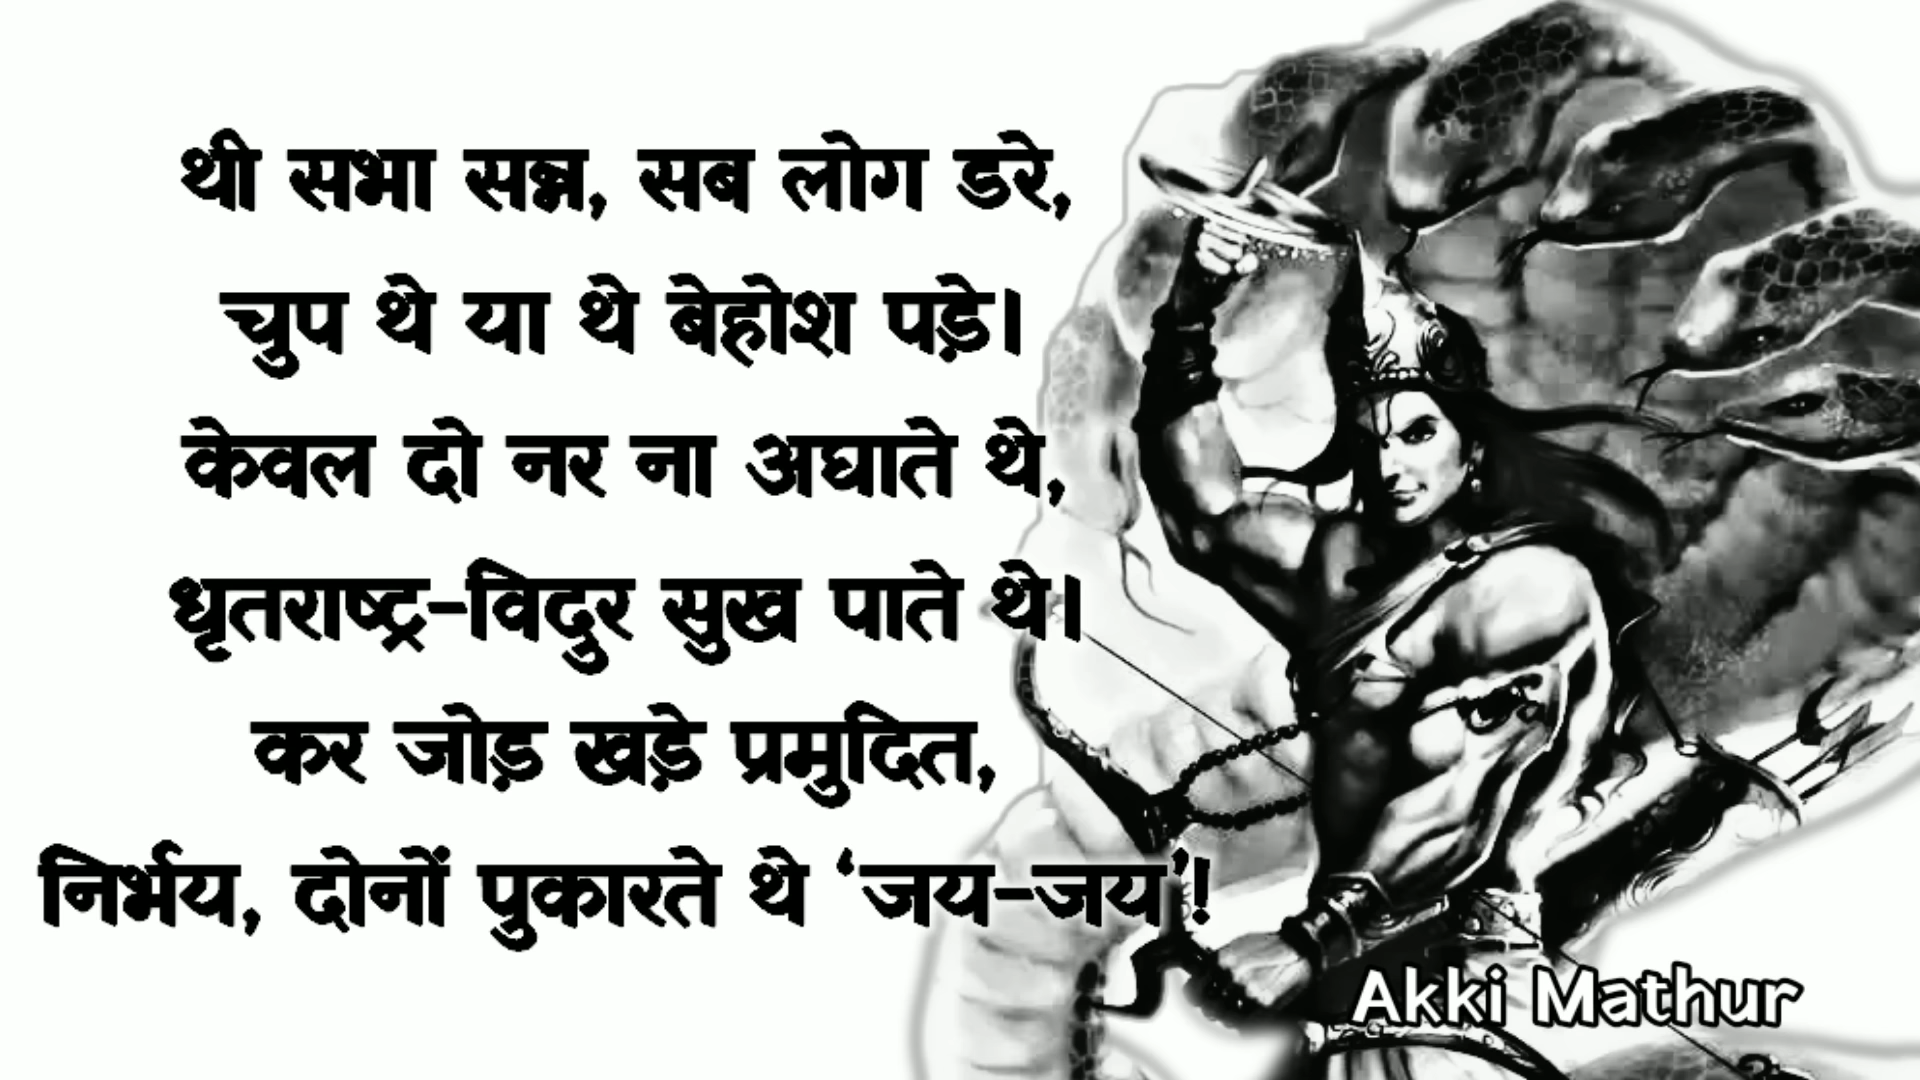 थी सभा सन्न, सब लोग डरे,
चुप थे या थे बेहोश पड़े।
केवल दो नर ना अघाते थे,
धृतराष्ट्र-विदुर सुख पाते थे।
कर जोड़ खड़े प्रमुदित,
निर्भय, दोनों पुकारते थे ‘जय-जय’!
Akki Mathur